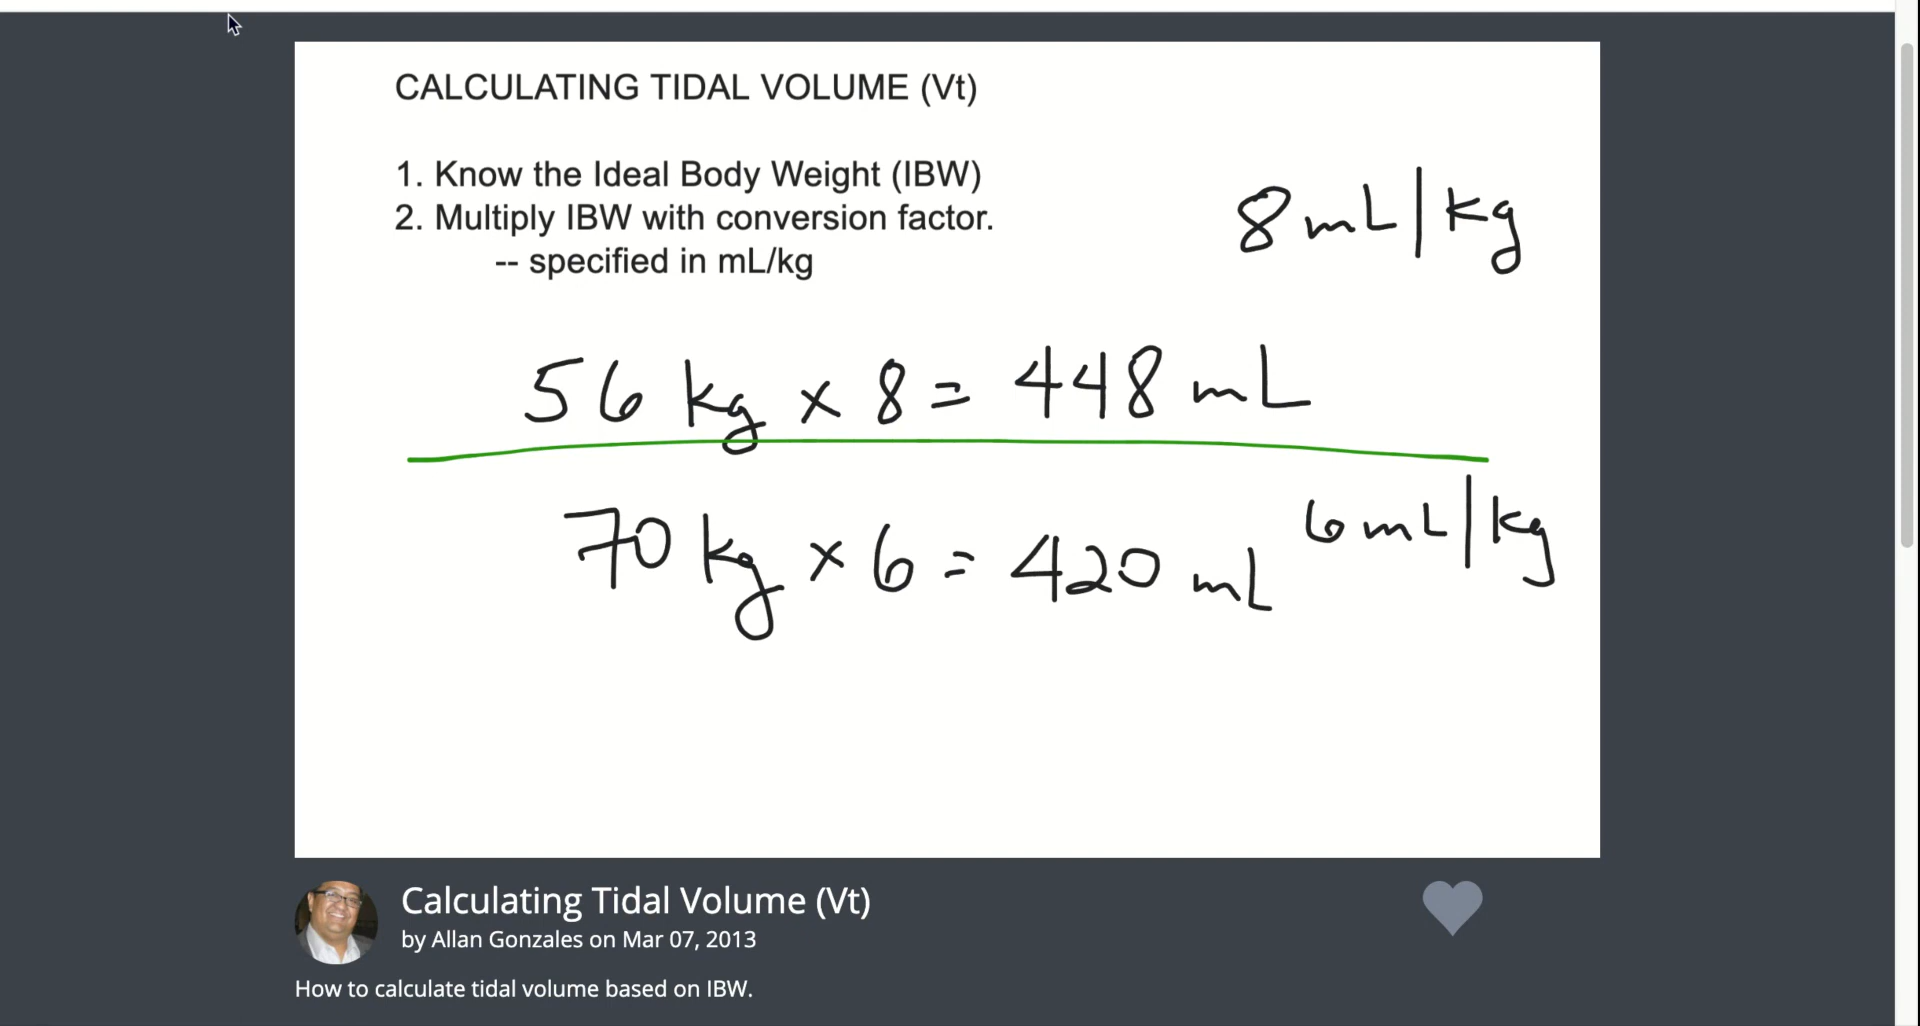 CALCULATING TIDAL VOLUME (Vt)
1. Know the Ideal Body Weight (IBW)
2. Multiply IBW with conversion factor.
-- specified in mL/kg
8 mL/kg
56 kg x 8 = 448 mL
6 mL/kg
70 kg x 6 = 420 mL
Calculating Tidal Volume (Vt)
by Allan Gonzales on Mar 07, 2013
How to calculate tidal volume based on IBW.